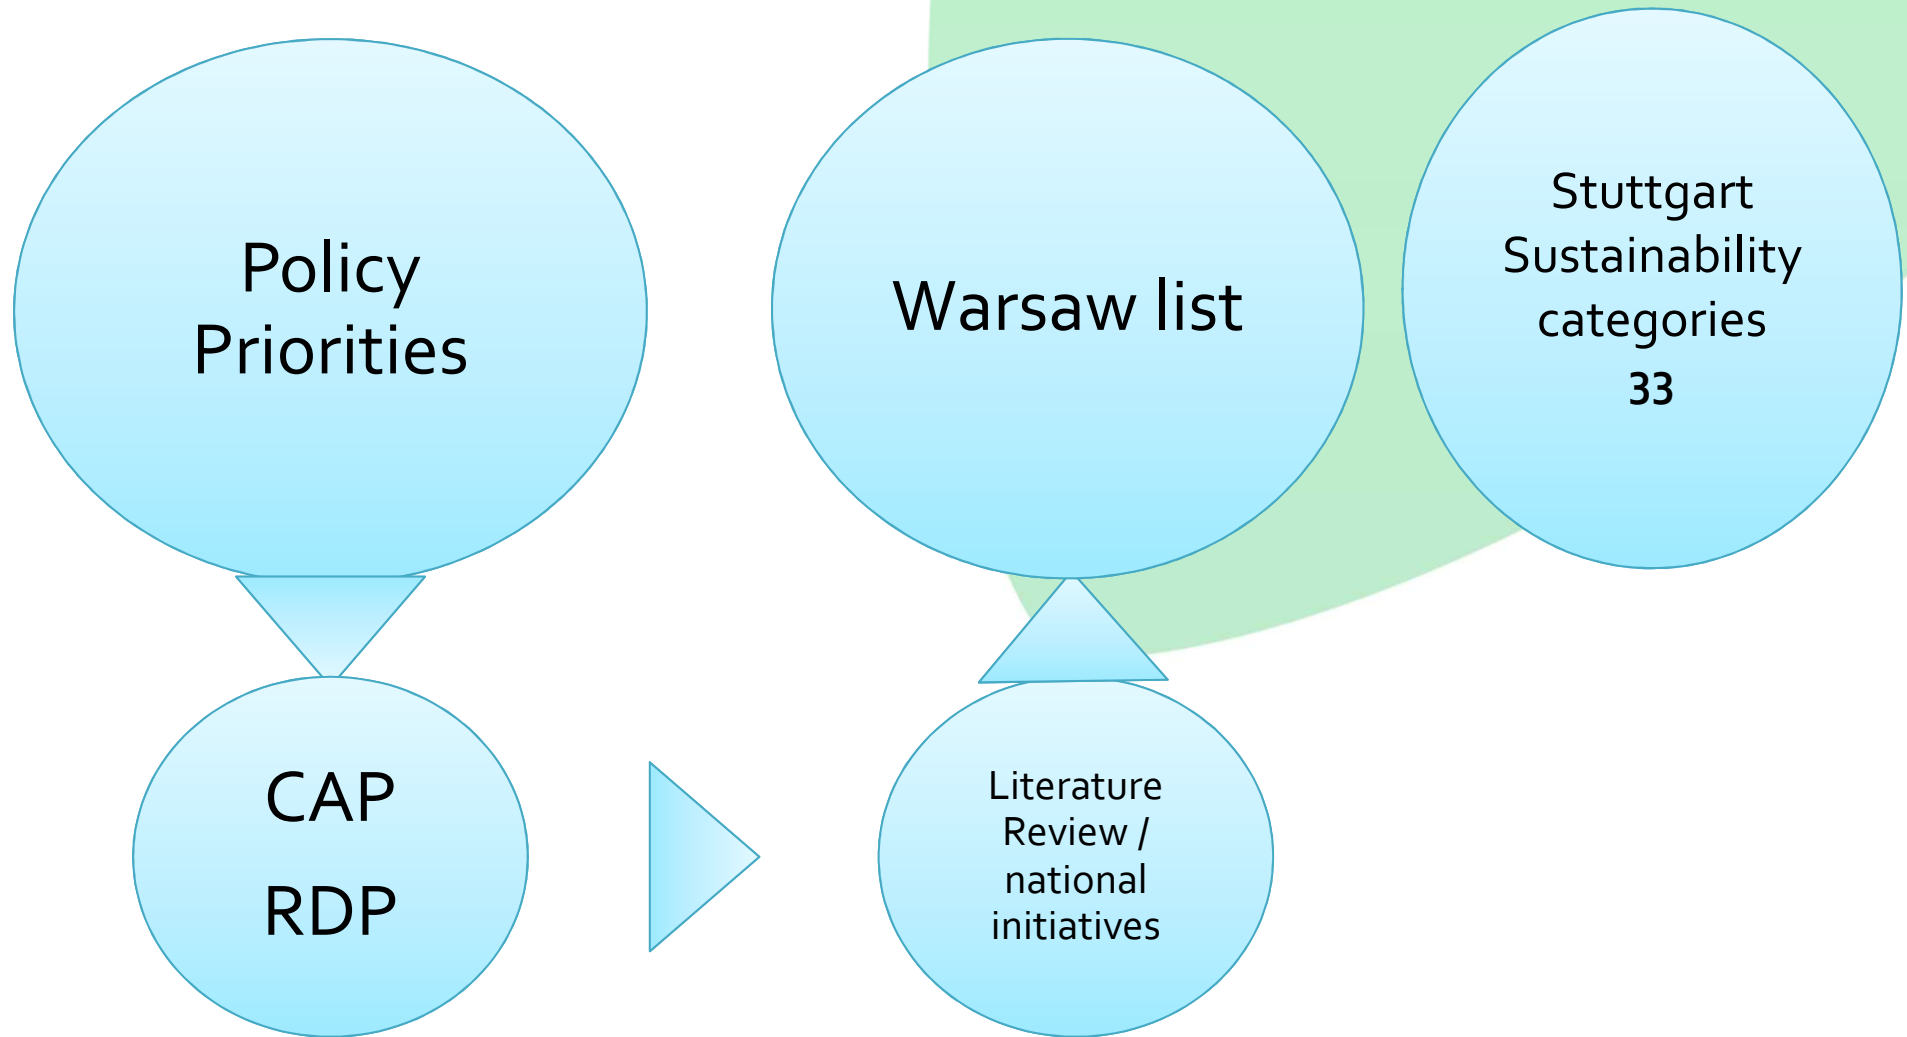 Policy
Priorities
CAP
RDP
Literature
Review /
national
initiatives
Warsaw list
Stuttgart
Sustainability
categories
33